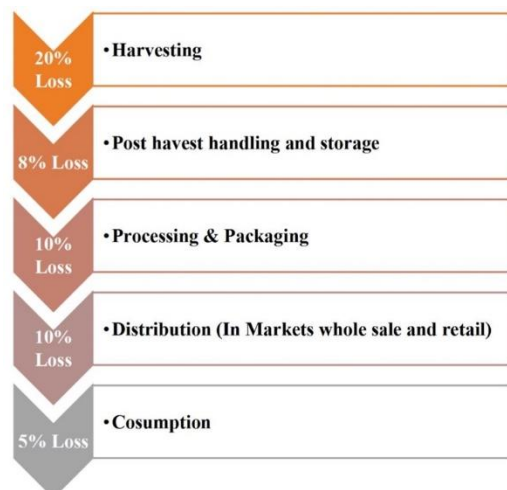 20%
Loss
•Harvesting
8% Loss
•Post havest handling and storage
10%
Loss
•Processing & Packaging
10%
Loss
•Distribution (In Markets whole sale and retail)
5% Loss
•Cosumption